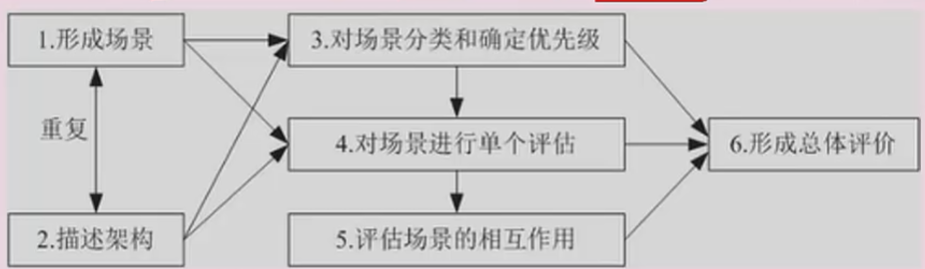 1.形成场景
3.对场景分类和确定优先级
重复
4.对场景进行单个评估
6.形成总体评价
2.描述架构
5.评估场景的相互作用